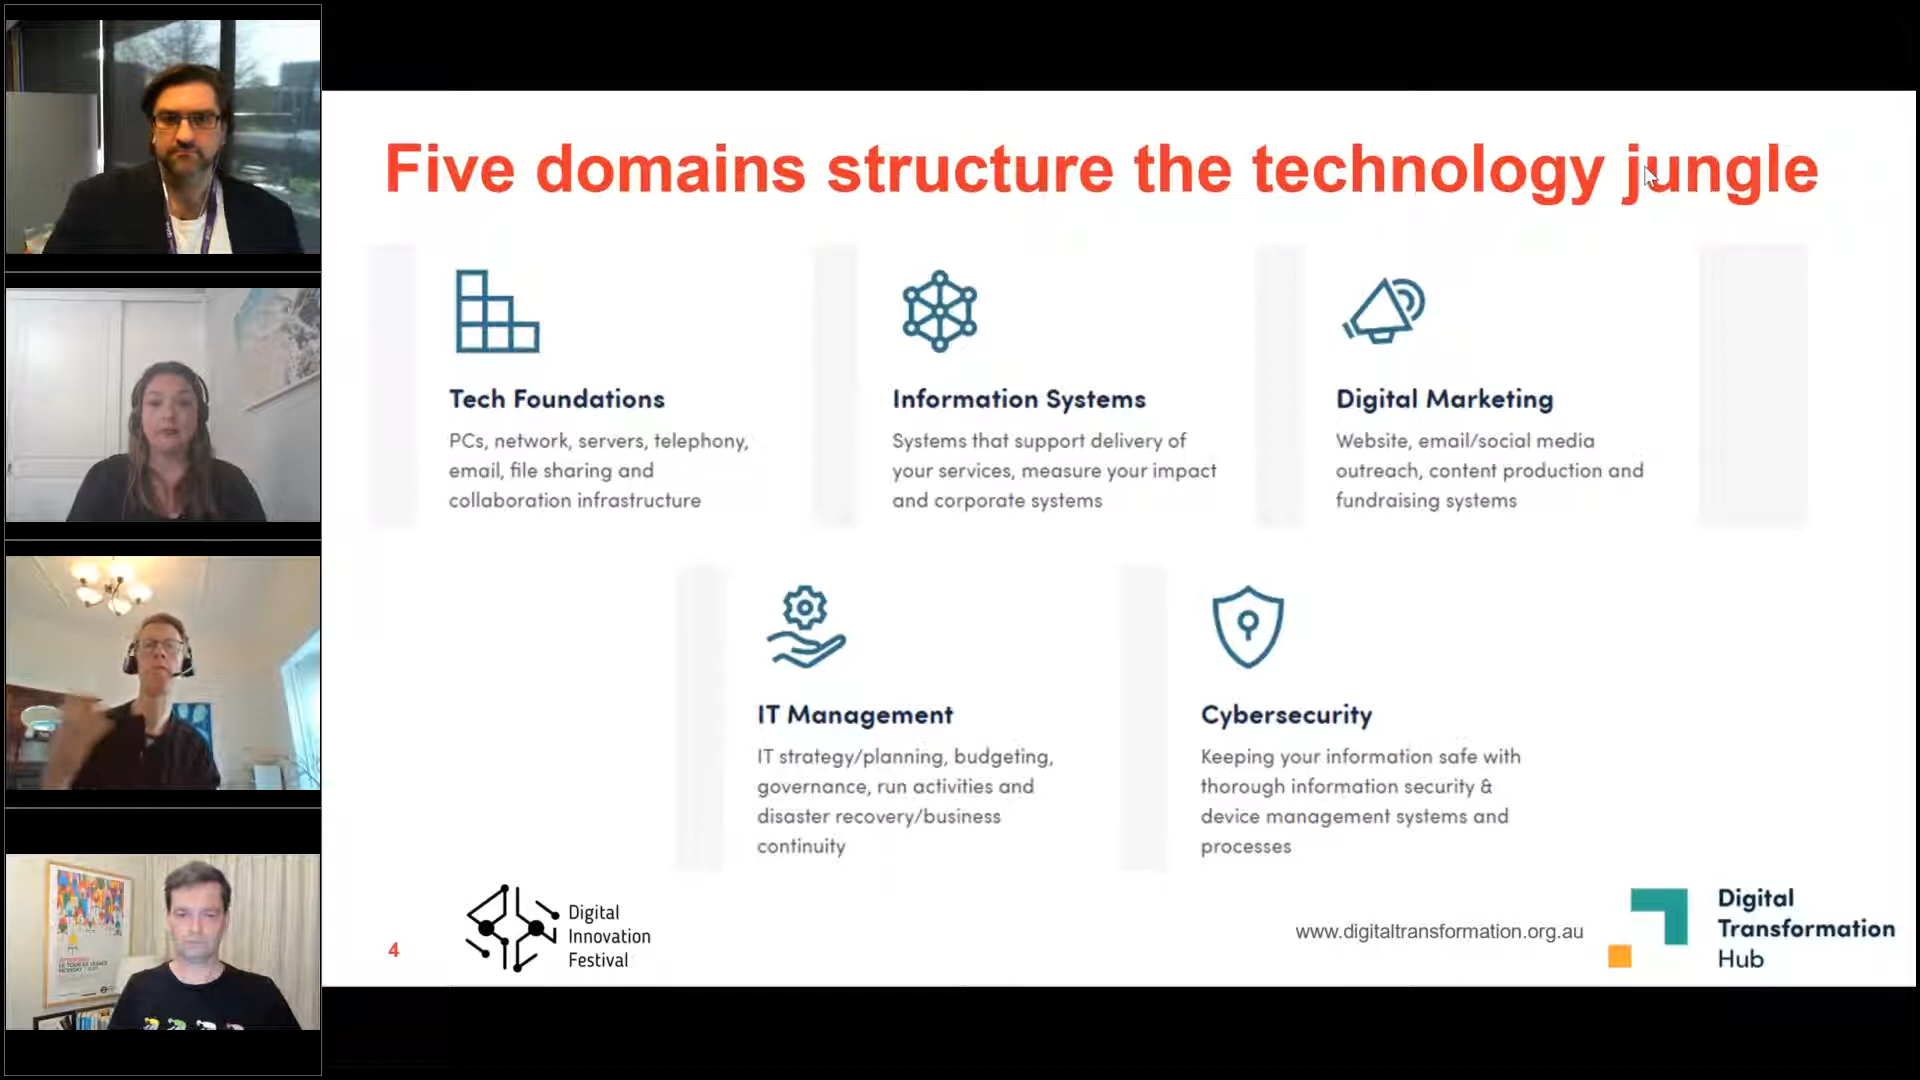 Five domains structure the technology jungle
Tech Foundations
PCs, network, servers, telephony,
email, file sharing and
collaboration infrastructure
Information Systems
Systems that support delivery of
your services, measure your impact
and corporate systems
Digital Marketing
Website, email/social media
outreach, content production and
fundraising systems
IT Management
IT strategy/planning, budgeting,
governance, run activities and
disaster recovery/business
continuity
Cybersecurity
Keeping your information safe with
thorough information security &
device management systems and
processes
4
Digital
Innovation
Festival
www.digitaltransformation.org.au
Digital
Transformation
Hub